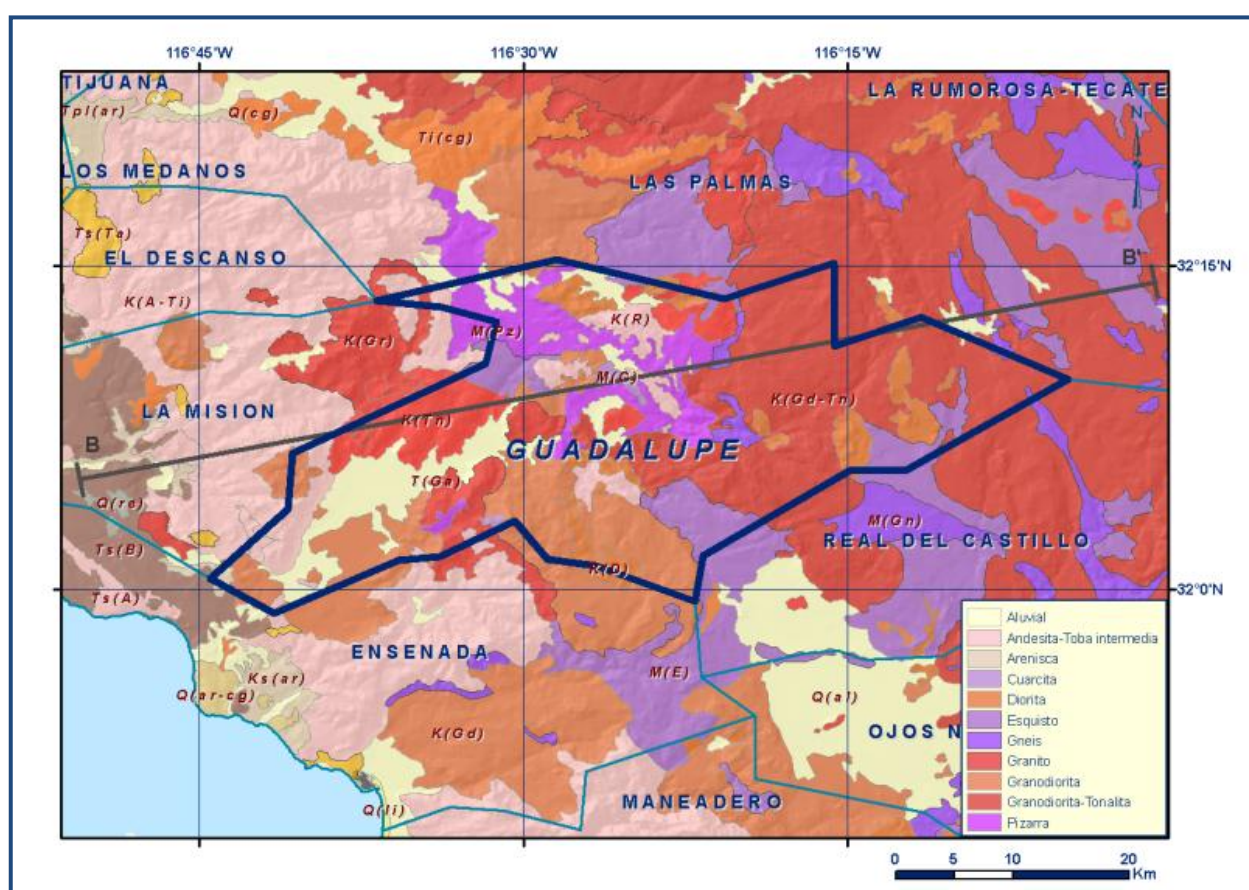 116°45'W 116°30'W 116°15'W
TIJUANA
LA RUMOROSA-TECATE
Tpl(ar)
Q(cg)
N
Ti(cg)
LOS MEDANOS
LAS PALMAS
Ts(Ta)
EL DESCANSO
B'
32°15'N
K(A-Ti)
K(R)
M(Pz)
K(Gr)
M(C)
LA MISION
K(Tn)
K(Gd-Tn)
GUADALUPE
B
T(Ga)
Q(re)
M(Gn)
Ts(B)
REAL DEL CASTILLO
K(D)
32°0'N
Ts(A)
ENSENADA
M(E)
Ks(ar)
Q(ar-cg)
Q(al)
K(Gd)
OJOS N
MANEADERO
Q(li)
Aluvial
Andesita-Toba intermedia
Arenisca
Cuarcita
Diorita
Esquisto
Gneis
Granito
Granodiorita
Granodiorita-Tonalita
Pizarra
0 5 10 20
Km